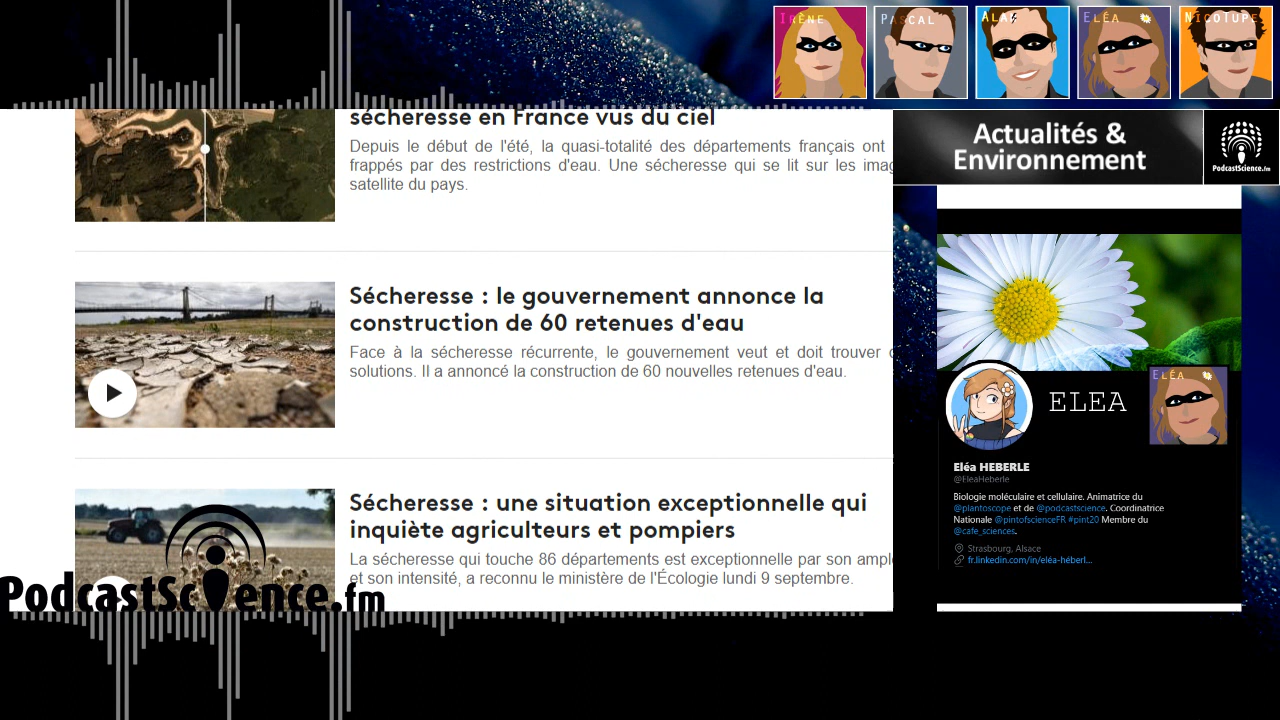 IRÈNE
PASCAL
ALAN
ELÉA
NICOTUPE
sécheresse en France vus du ciel
Depuis le début de l'été, la quasi-totalité des départements français ont
frappés par des restrictions d'eau. Une sécheresse qui se lit sur les
satellite du pays.
Actualités &
Environnement
PodcastScience.fm
Sécheresse : le gouvernement annonce la
construction de 60 retenues d'eau
Face à la sécheresse récurrente, le gouvernement veut et doit trouver
solutions. Il a annoncé la construction de 60 nouvelles retenues d'eau.
Sécheresse : une situation exceptionnelle qui
inquiète agriculteurs et pompiers
La sécheresse qui touche 86 départements est exceptionnelle par son
et son intensité, a reconnu le ministère de l'Écologie lundi 9 septembre.
PodcastScience.fm
ELEA
ELÉA
Eléa HEBERLE
@EleaHeberle
Biologie moléculaire et cellulaire. Animatrice du
@plantoscope et de @podcastscience. Coordinatrice
Nationale @pintofscienceFR #pint20 Membre du
@cafe_sciences.
Strasbourg, Alsace
fr.linkedin.com/in/eléa-héberl...